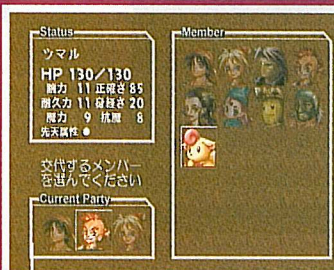 Status
ツマル
HP 130/130
腕力 11 正確さ 85
耐久力 11 身軽さ 20
魔力 9 抗魔 8
先天属性 ●
交代するメンバー
を選んでください
Current Party
Member